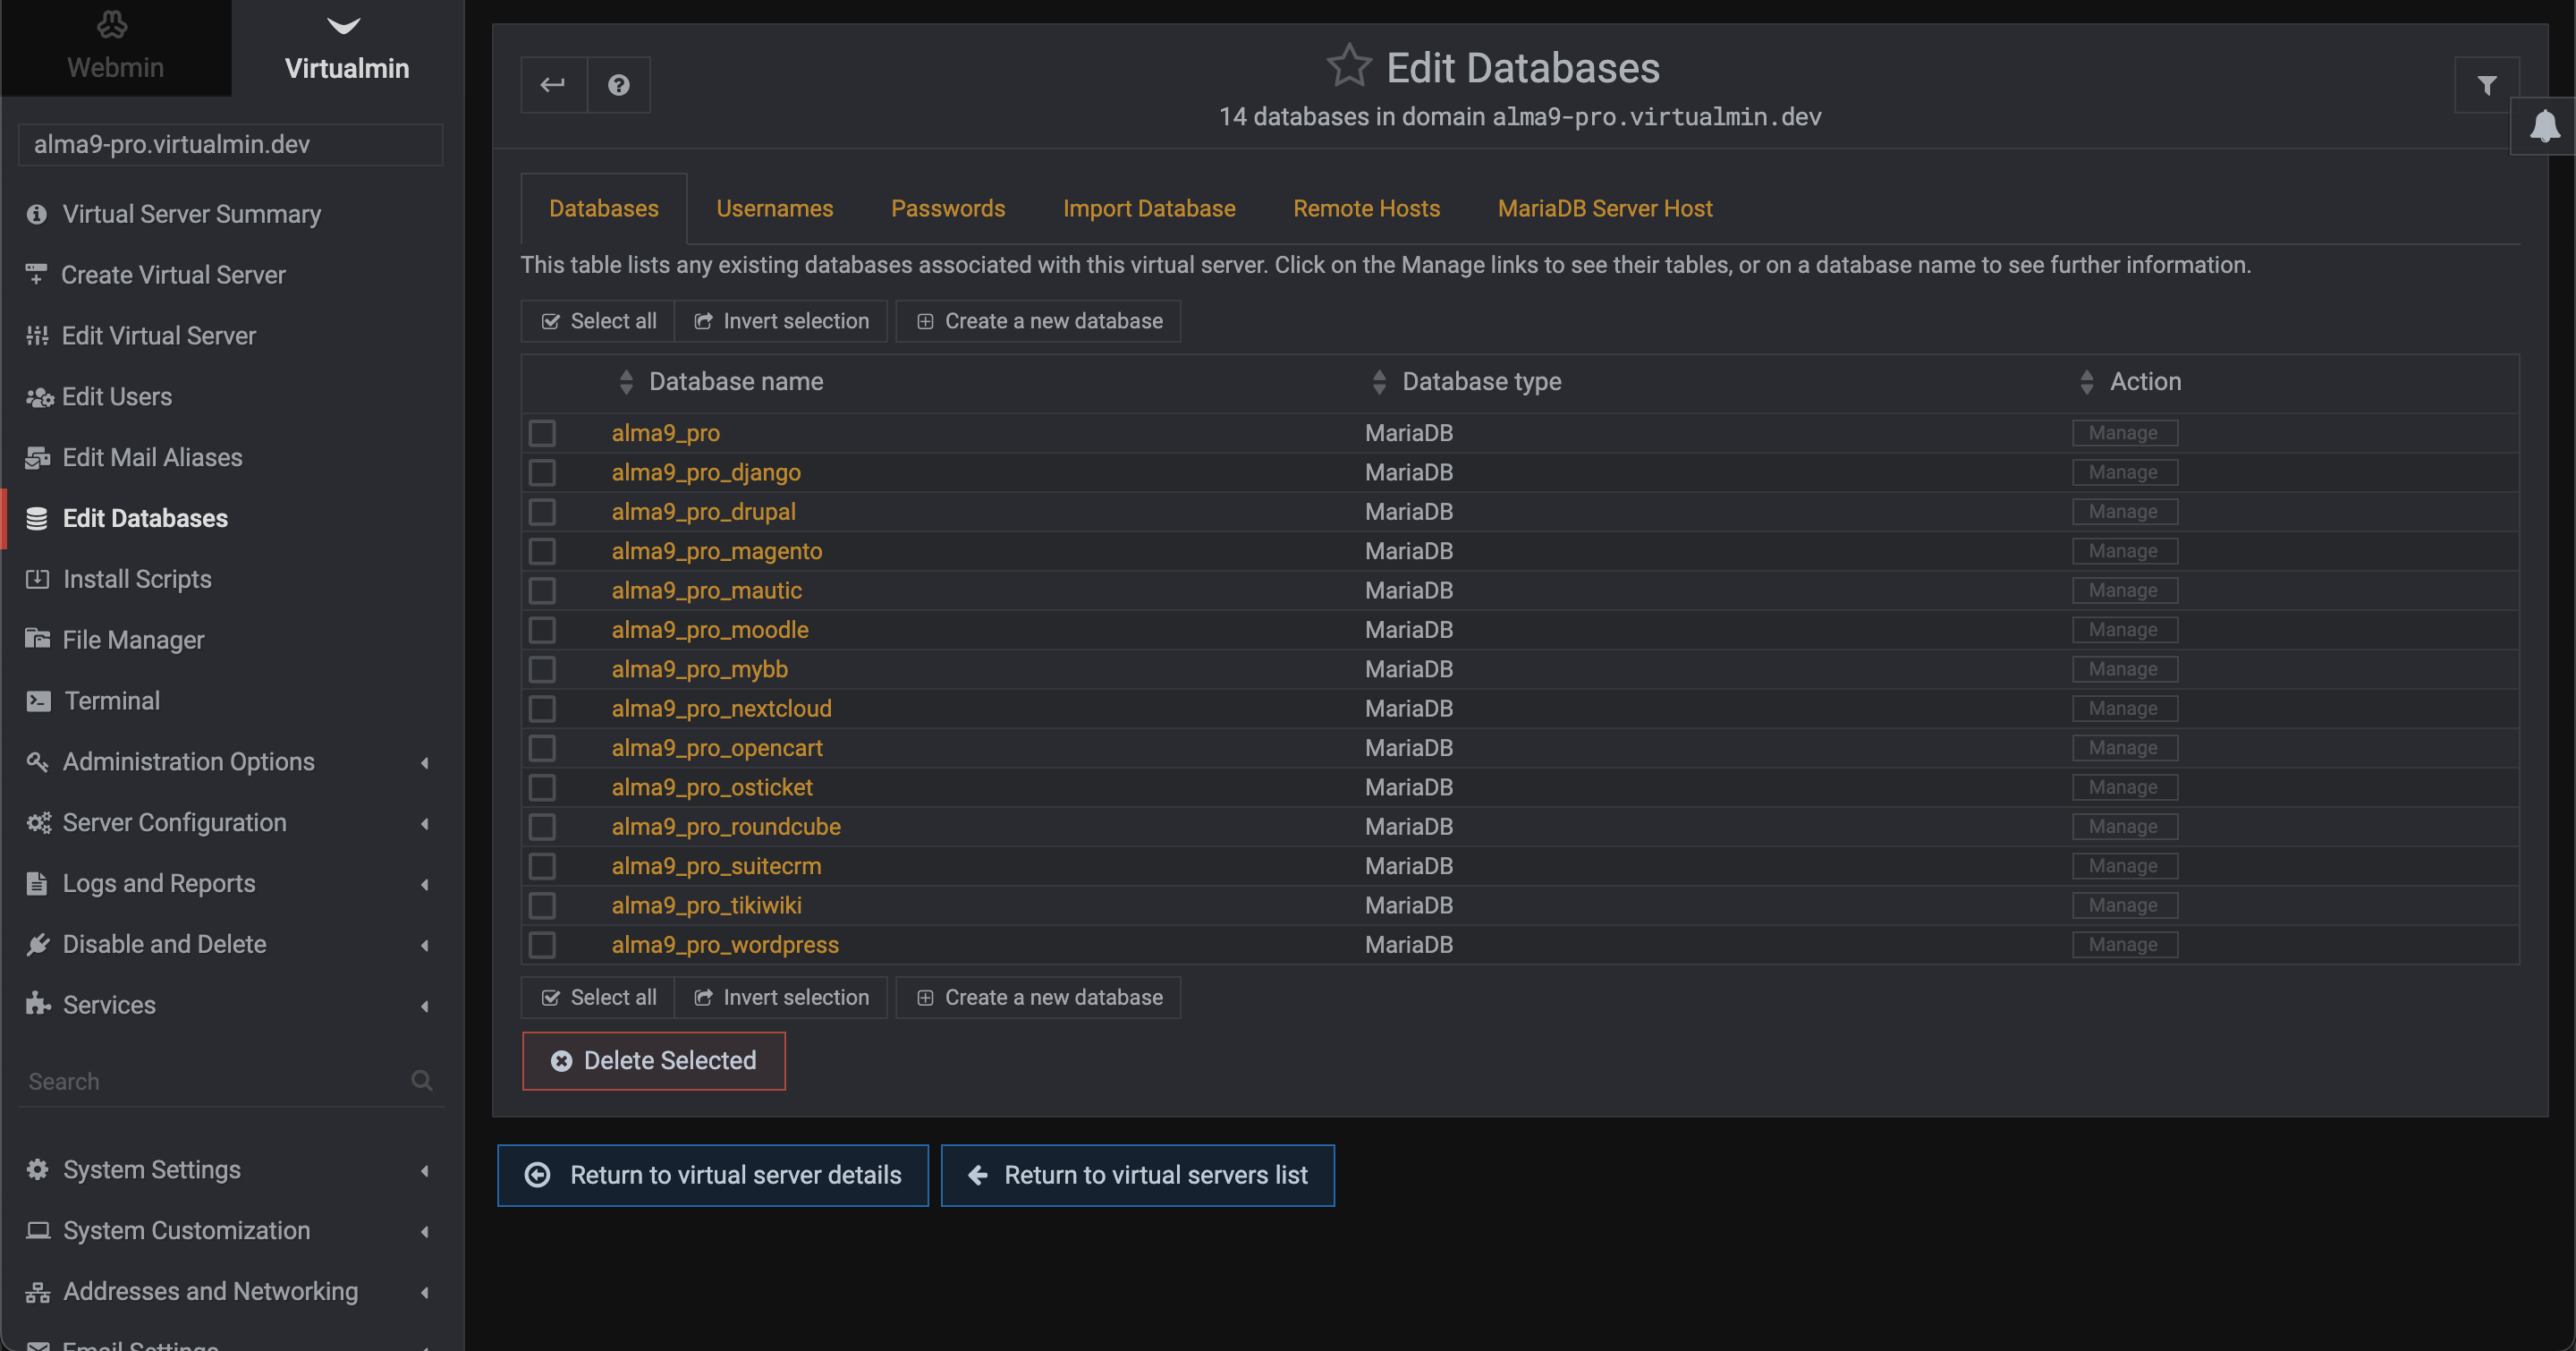 Webmin
Virtualmin
alma9-pro.virtualmin.dev
Virtual Server Summary
Create Virtual Server
Edit Virtual Server
Edit Users
Edit Mail Aliases
Edit Databases
Install Scripts
File Manager
Terminal
Administration Options
Server Configuration
Logs and Reports
Disable and Delete
Services
Search
System Settings
System Customization
Addresses and Networking
Email Settings
Edit Databases
14 databases in domain alma9-pro.virtualmin.dev
Databases Usernames Passwords Import Database Remote Hosts MariaDB Server Host
This table lists any existing databases associated with this virtual server. Click on the Manage links to see their tables, or on a database name to see further information.
Select all Invert selection Create a new database
Database name Database type Action
alma9_pro MariaDB Manage
alma9_pro_django MariaDB Manage
alma9_pro_drupal MariaDB Manage
alma9_pro_magento MariaDB Manage
alma9_pro_mautic MariaDB Manage
alma9_pro_moodle MariaDB Manage
alma9_pro_mybb MariaDB Manage
alma9_pro_nextcloud MariaDB Manage
alma9_pro_opencart MariaDB Manage
alma9_pro_osticket MariaDB Manage
alma9_pro_roundcube MariaDB Manage
alma9_pro_suitecrm MariaDB Manage
alma9_pro_tikiwiki MariaDB Manage
alma9_pro_wordpress MariaDB Manage
Select all Invert selection Create a new database
Delete Selected
Return to virtual server details Return to virtual servers list